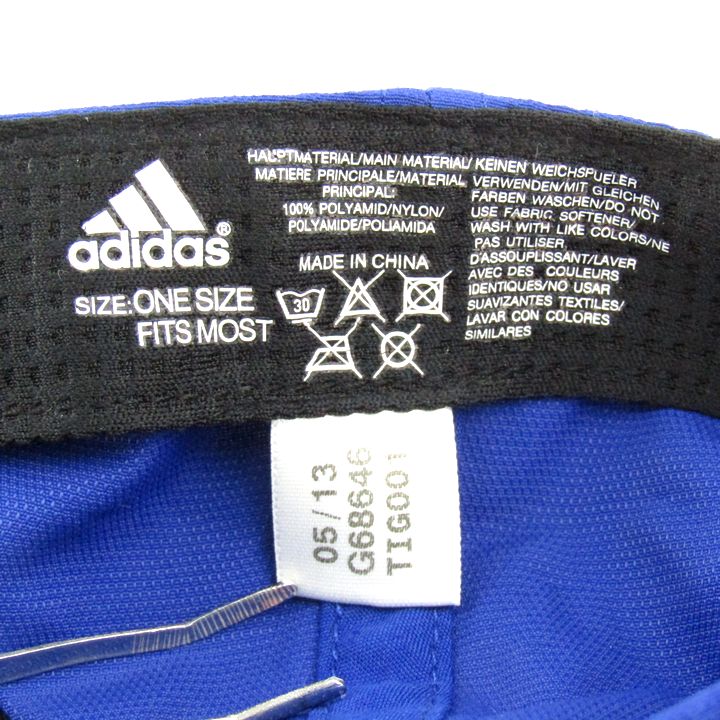 adidas®
SIZE: ONE SIZE
FITS MOST
HAUPTMATERIAL/MAIN MATERIAL/
MATIERE PRINCIPALE/MATERIAL
PRINCIPAL:
100% POLYAMID/NYLON/
POLYAMIDE/POLIAMIDA
MADE IN CHINA
30
KEINEN WEICHSPUELER
VERWENDEN/MIT GLEICHEN
FARBEN WASCHEN/DO NOT
USE FABRIC SOFTENER/
WASH WITH LIKE COLORS/NE
PAS UTILISER
D'ASSOUPLISSANT/LAVER
AVEC DES COULEURS
IDENTIQUES/NO USAR
SUAVIZANTES TEXTILES/
LAVAR CON COLORES
SIMILARES
05/13
G68646
TIG001